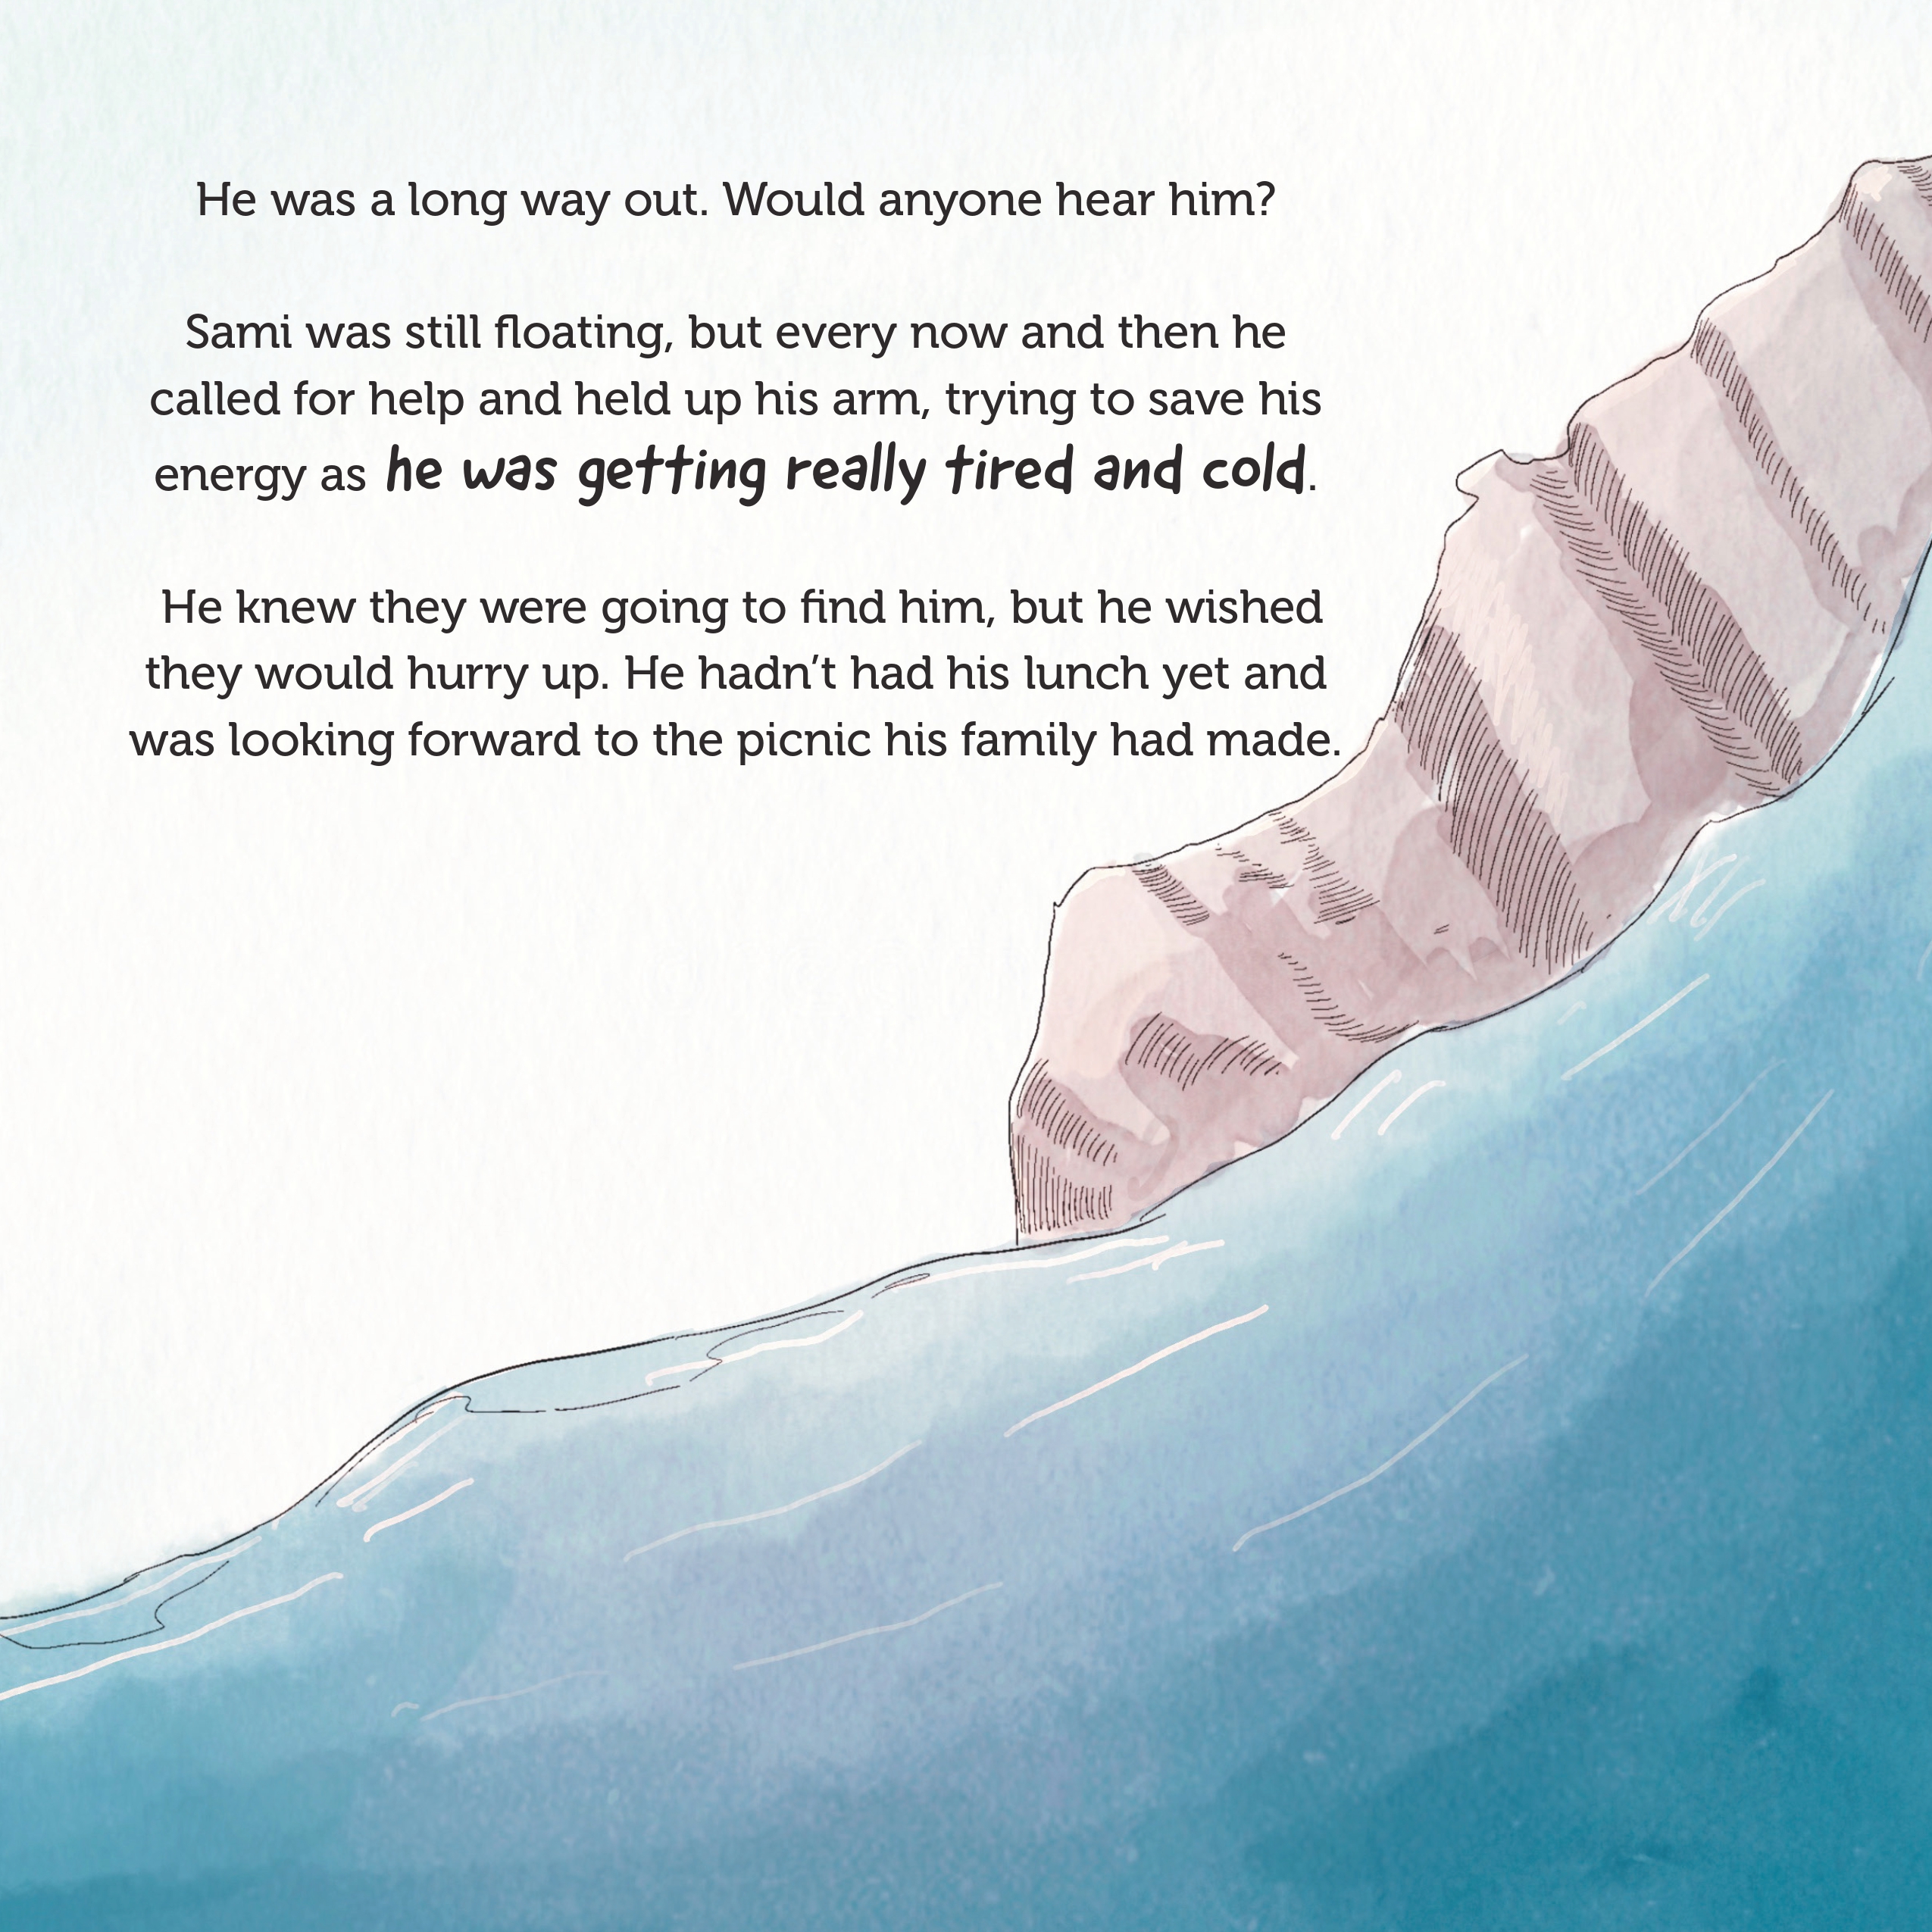 He was a long way out. Would anyone hear him?
Sami was still floating, but every now and then he
called for help and held up his arm, trying to save his
energy as he was getting really tired and cold.
He knew they were going to find him, but he wished
they would hurry up. He hadn’t had his lunch yet and
was looking forward to the picnic his family had made.